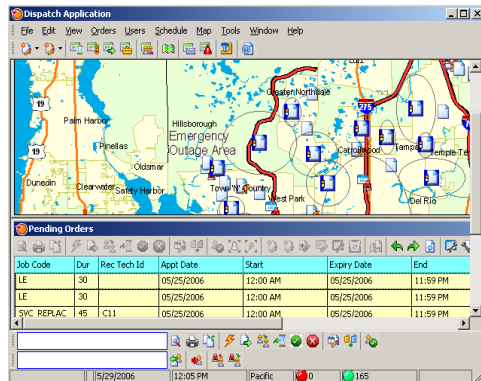 Dispatch Application
File Edit View Orders Users Schedule Map Tools Window Help
Lutz
Greater Northdale
275
19
Palm Harbor
Hillsborough
Emergency
Outage Area
Pinellas
19
Carrollwood
Tampa
Temple Te
Oldsmar
Dunedin
Clearwater
Safety Harbor
Town 'N' Country
West Park
Del Rio
Pending Orders
Job Code Dur Rec Tech Id Appt Date Start Expiry Date End
LE 30 05/25/2006 12:00 AM 05/25/2006 11:59 PM
LE 30 05/25/2006 12:00 AM 05/25/2006 11:59 PM
SVC REPLAC 45 C11 05/25/2006 12:00 AM 05/25/2006 11:59 PM
5/29/2006 12:05 PM Pacific 0 165